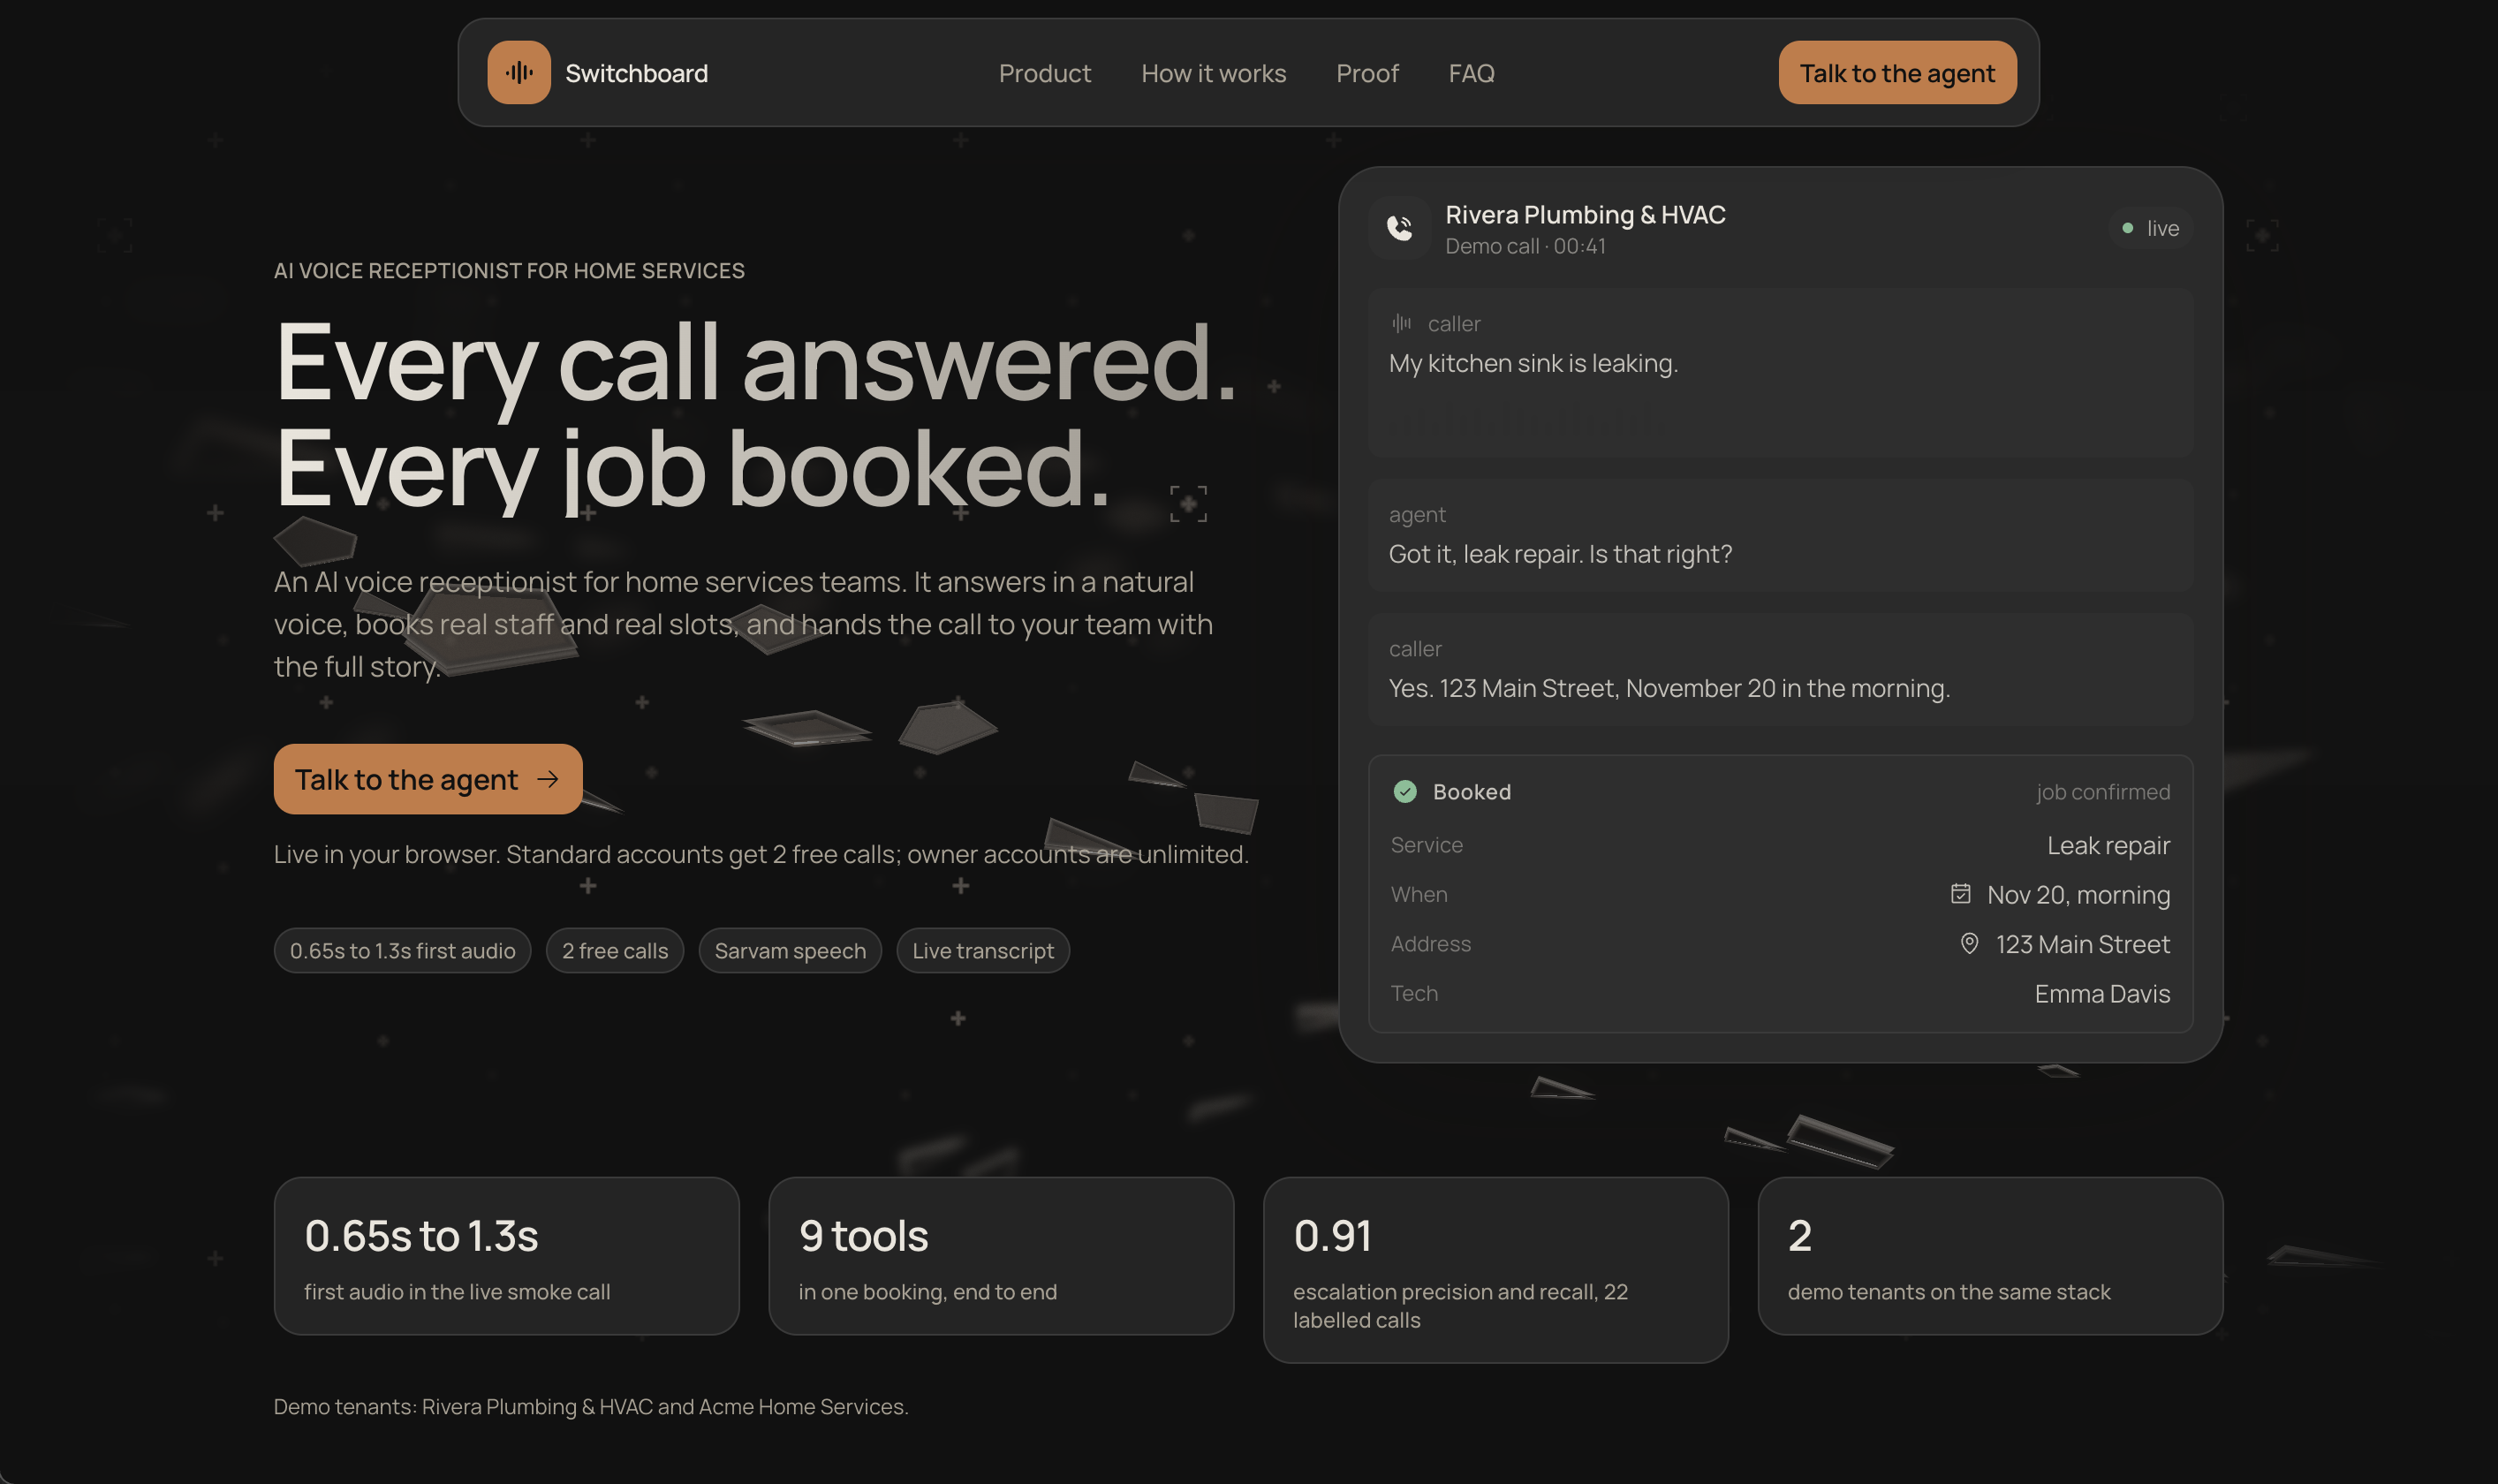 Switchboard
Product
How it works
Proof
FAQ
Talk to the agent
AI VOICE RECEPTIONIST FOR HOME SERVICES
Every call answered.
Every job booked.
An AI voice receptionist for home services teams. It answers in a natural
voice, books real staff and real slots, and hands the call to your team with
the full story.
Talk to the agent
Live in your browser. Standard accounts get 2 free calls; owner accounts are unlimited.
0.65s to 1.3s first audio
2 free calls
Sarvam speech
Live transcript
Rivera Plumbing & HVAC
Demo call · 00:41
live
caller
My kitchen sink is leaking.
agent
Got it, leak repair. Is that right?
caller
Yes. 123 Main Street, November 20 in the morning.
Booked
job confirmed
Service
Leak repair
When
Nov 20, morning
Address
123 Main Street
Tech
Emma Davis
0.65s to 1.3s
first audio in the live smoke call
9 tools
in one booking, end to end
0.91
escalation precision and recall, 22
labelled calls
2
demo tenants on the same stack
Demo tenants: Rivera Plumbing & HVAC and Acme Home Services.